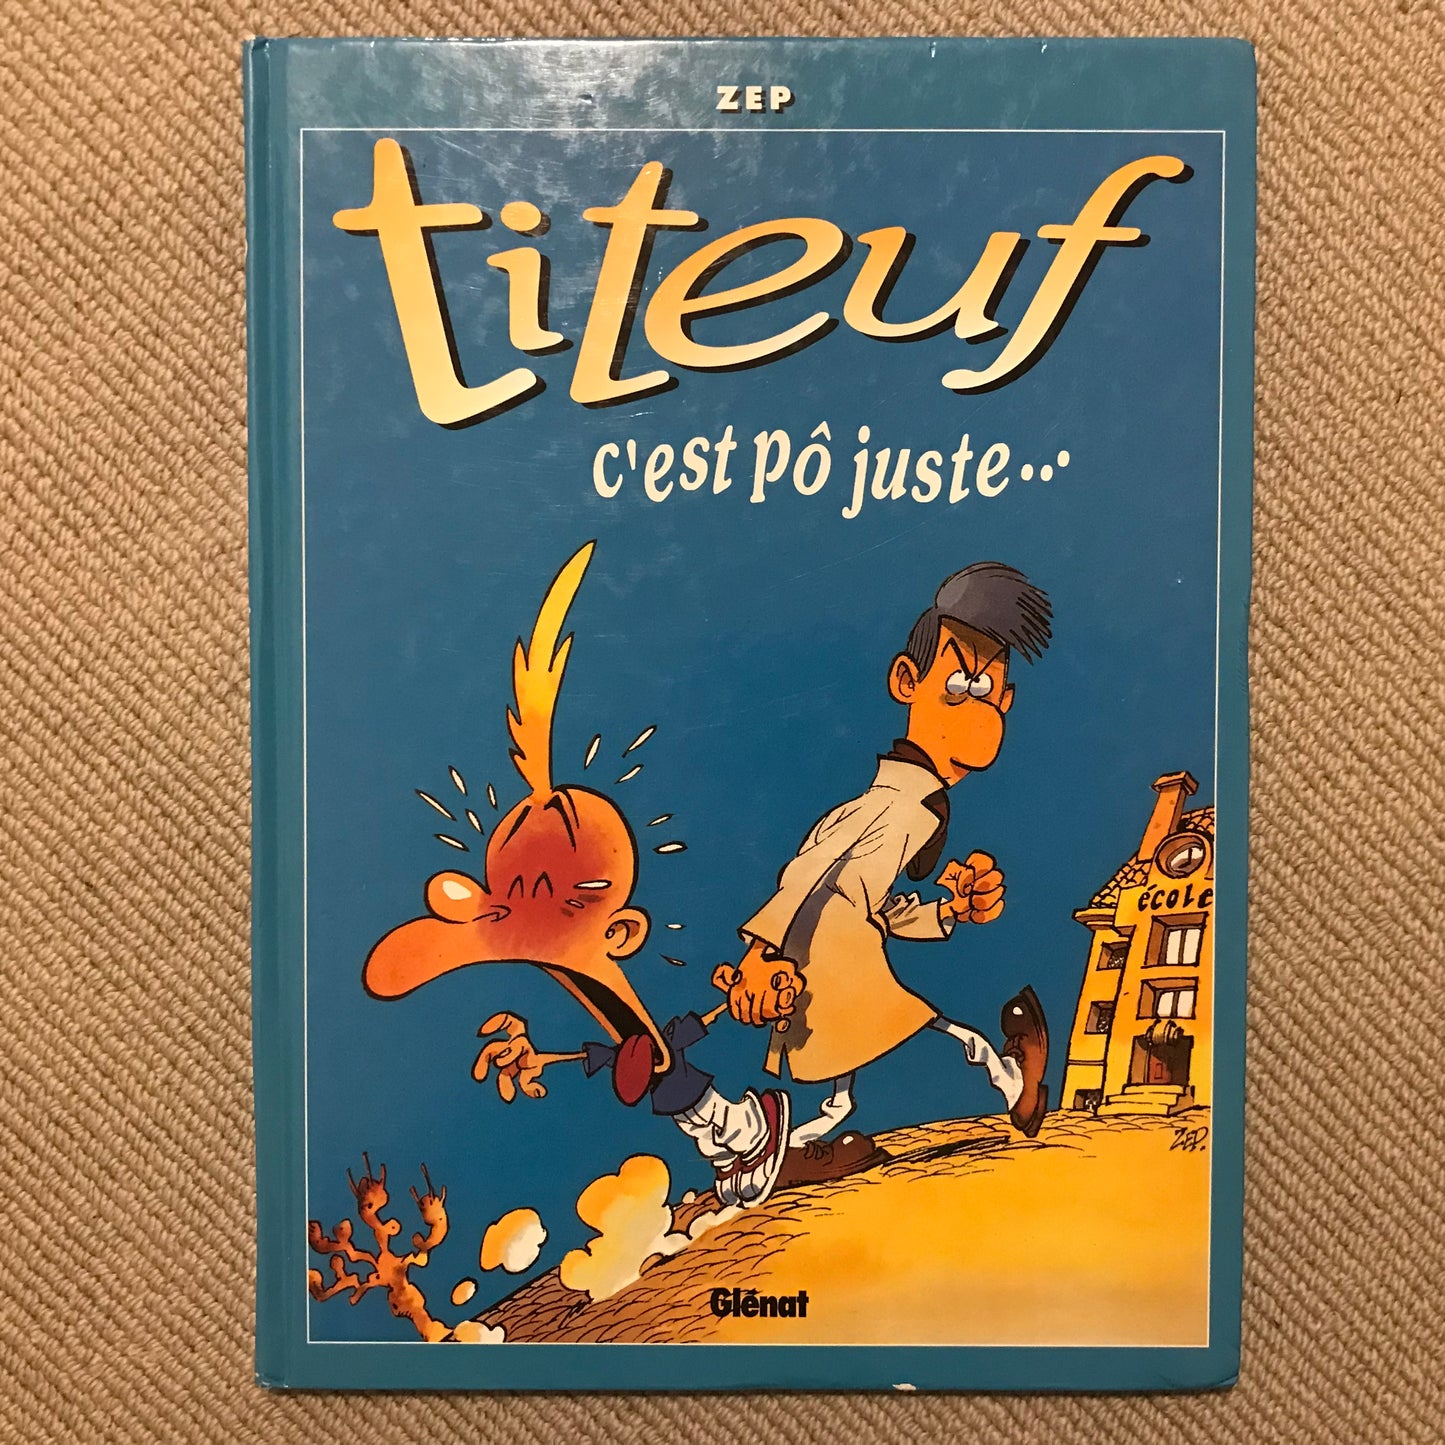 ZEP
titeuf
c'est pô juste...
écoLe
ZEP.
Glénat